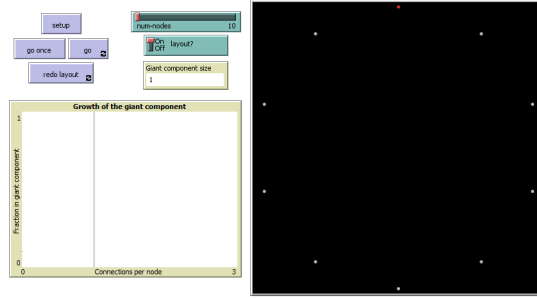 setup
num-nodes 10
go once
go
On
Off
layout?
redo layout
Giant component size
1
Growth of the giant component
1
Fraction in giant component
0
0
Connections per node
3